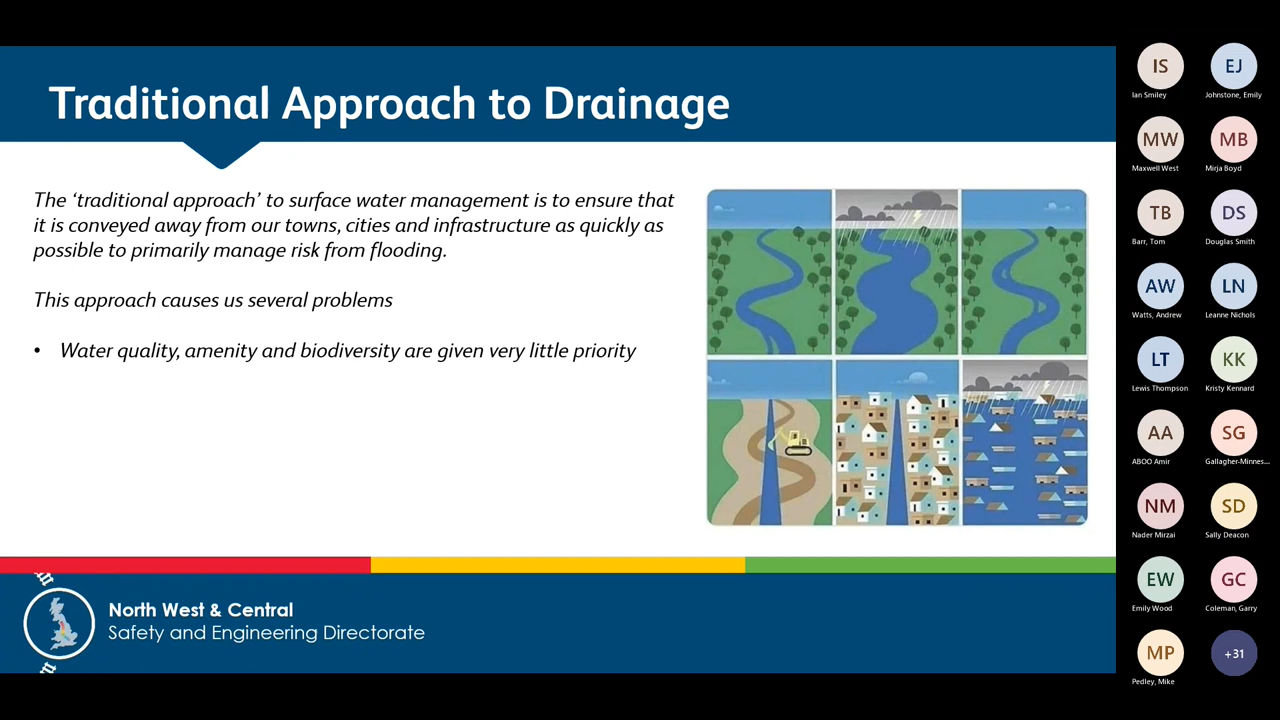 Traditional Approach to Drainage
The ‘traditional approach’ to surface water management is to ensure that
it is conveyed away from our towns, cities and infrastructure as quickly as
possible to primarily manage risk from flooding.
This approach causes us several problems
• Water quality, amenity and biodiversity are given very little priority
North West & Central
Safety and Engineering Directorate
IS
EJ
Ian Smiley
Johnstone, Emily
MW
MB
Maxwell West
Mirja Boyd
TB
DS
Barr, Tom
Douglas Smith
AW
LN
Watts, Andrew
Leanne Nichols
LT
KK
Lewis Thompson
Kristy Kennard
AA
SG
ABOO Amir
Gallagher-Minnes...
NM
SD
Nader Mirzai
Sally Deacon
EW
GC
Emily Wood
Coleman, Garry
MP
+31
Pedley, Mike